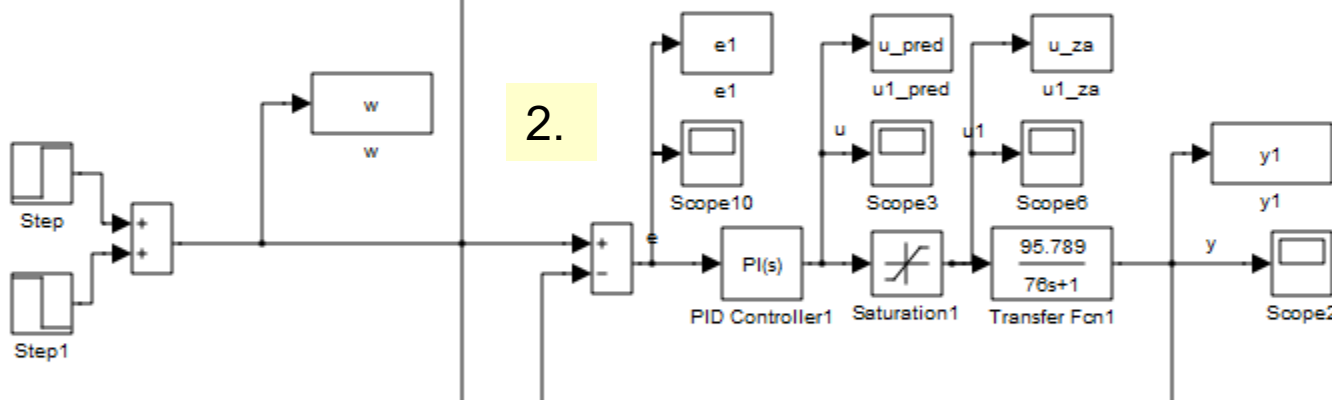 e1
e1
u_pred
u1_pred
u_za
u1_za
w
w
2.
u
u1
y1
y1
Step
Scope10
Scope3
Scope6
+
+
+
−
e
PI(s)
95.789
76s+1
y
PID Controller1
Saturation1
Transfer Fcn1
Scope2
Step1